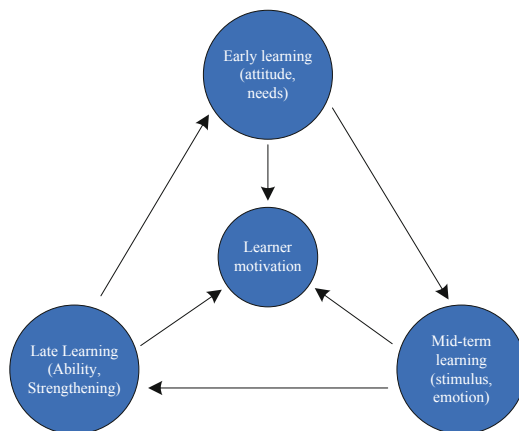 Early learning
(attitude,
needs)
Learner
motivation
Late Learning
(Ability,
Strengthening)
Mid-term
learning
(stimulus,
emotion)